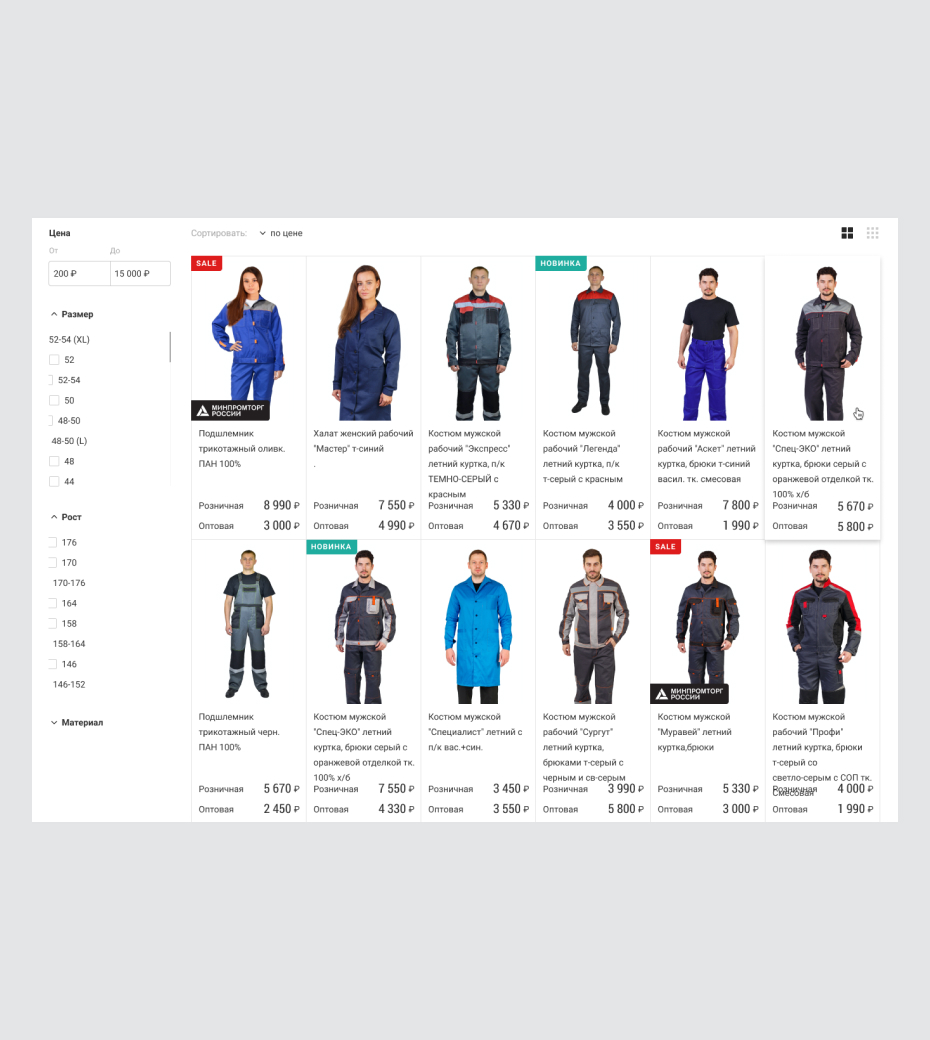 Цена
От
До
200 ₽
15 000 ₽
Размер
52-54 (XL)
52
52-54
50
48-50
48-50 (L)
48
44
Рост
176
170
170-176
164
158
158-164
146
146-152
Материал
Сортировать:
по цене
SALE
МИНПРОМТОРГ
РОССИИ
Подшлемник
трикотажный оливк.
ПАН 100%
Розничная 8 990 ₽
Оптовая 3 000 ₽
Халат женский рабочий
"Мастер" т-синий
.
Розничная 7 550 ₽
Оптовая 4 990 ₽
Костюм мужской
рабочий "Экспресс"
летний куртка, п/к
ТЕМНО-СЕРЫЙ с
красным
Розничная 5 330 ₽
Оптовая 4 670 ₽
НОВИНКА
Костюм мужской
рабочий "Легенда"
летний куртка, п/к
т-серый с красным
Розничная 4 000 ₽
Оптовая 3 550 ₽
Костюм мужской
рабочий "Аскет" летний
куртка, брюки т-синий
васил. тк. смесовая
Розничная 7 800 ₽
Оптовая 1 990 ₽
Костюм мужской
"Спец-ЭКО" летний
куртка, брюки серый с
оранжевой отделкой тк.
100% х/б
Розничная 5 670 ₽
Оптовая 5 800 ₽
Подшлемник
трикотажный черн.
ПАН 100%
Розничная 5 670 ₽
Оптовая 2 450 ₽
НОВИНКА
Костюм мужской
"Спец-ЭКО" летний
куртка, брюки серый с
оранжевой отделкой тк.
100% х/б
Розничная 7 550 ₽
Оптовая 4 330 ₽
Костюм мужской
"Специалист" летний с
п/к вас.+син.
Розничная 3 450 ₽
Оптовая 3 550 ₽
Костюм мужской
рабочий "Сургут"
летний куртка,
брюками т-серый с
черным и св-серым
Розничная 3 990 ₽
Оптовая 5 800 ₽
SALE
МИНПРОМТОРГ
РОССИИ
Костюм мужской
"Муравей" летний
куртка,брюки
Розничная 5 330 ₽
Оптовая 3 000 ₽
Костюм мужской
рабочий "Профи"
летний куртка, брюки
т-серый со
светло-серым с СОП тк.
Смесовая
Розничная 4 000 ₽
Оптовая 1 990 ₽